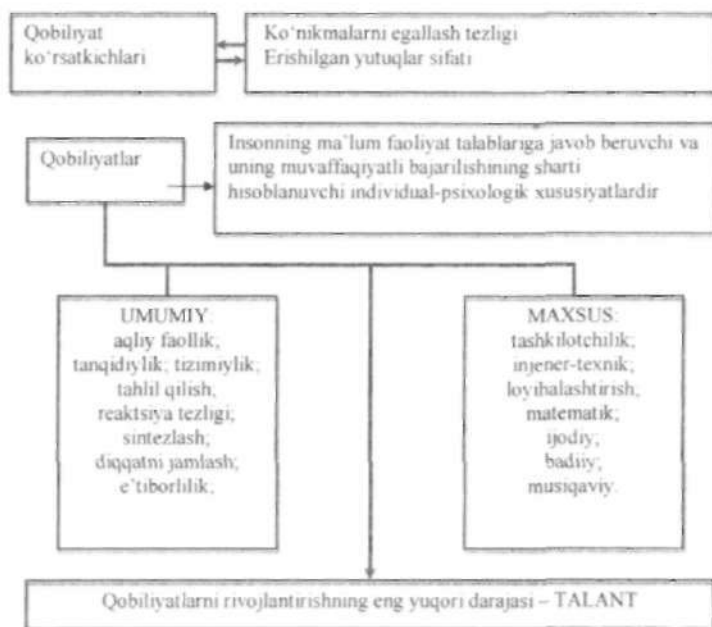 Qobiliyat
ko‘rsatkichlari
Ko‘nikmalarni egallash tezligi
Erishilgan yutuqlar sifati
Qobiliyatlar
Insonning ma`lum faoliyat talablariga javob beruvchi va
uning muvaffaqiyatli bajarilishining sharti
hisoblanuvchi individual-psixologik xususiyatlardir
UMUMIY:
aqliy faollik;
tanqidiylik; tizimiylik;
tahlil qilish;
reaktsiya tezligi;
sintezlash;
diqqatni jamlash;
e`tiborlilik;
MAXSUS:
tashkilotchilik;
injener-texnik;
loyihalashtirish;
matematik;
ijodiy;
badiiy;
musiqaviy.
Qobiliyatlarni rivojlantirishning eng yuqori darajasi – TALANT